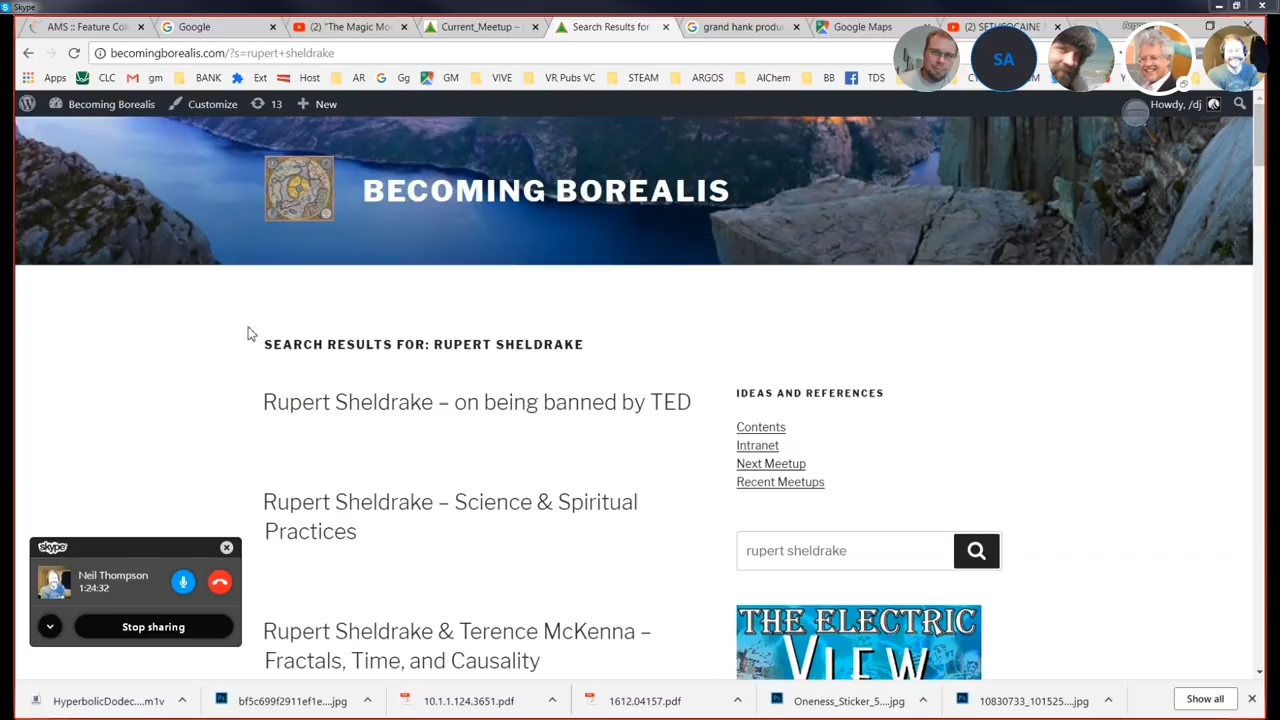 Skype
AMS :: Feature Col
Google
(2) "The Magic Mo
Current_Meetup –
Search Results for
grand hank produ
Google Maps
(2) SETI/COCAINE
becomingborealis.com/?s=rupert+sheldrake
Apps CLC gm BANK Ext Host AR Gg GM VIVE VR Pubs VC STEAM ARGOS AIChem BB TDS
SA
Becoming Borealis Customize 13 New Howdy, /dj
BECOMING BOREALIS
SEARCH RESULTS FOR: RUPERT SHELDRAKE
Rupert Sheldrake – on being banned by TED
Rupert Sheldrake – Science & Spiritual
Practices
Rupert Sheldrake & Terence McKenna –
Fractals, Time, and Causality
IDEAS AND REFERENCES
Contents
Intranet
Next Meetup
Recent Meetups
rupert sheldrake
THE ELECTRIC
VIEW
skype
Neil Thompson
1:24:32
Stop sharing
HyperbolicDodec....m1v
bf5c699f2911ef1e....jpg
10.1.1.124.3651.pdf
1612.04157.pdf
Oneness_Sticker_5....jpg
10830733_101525....jpg
Show all